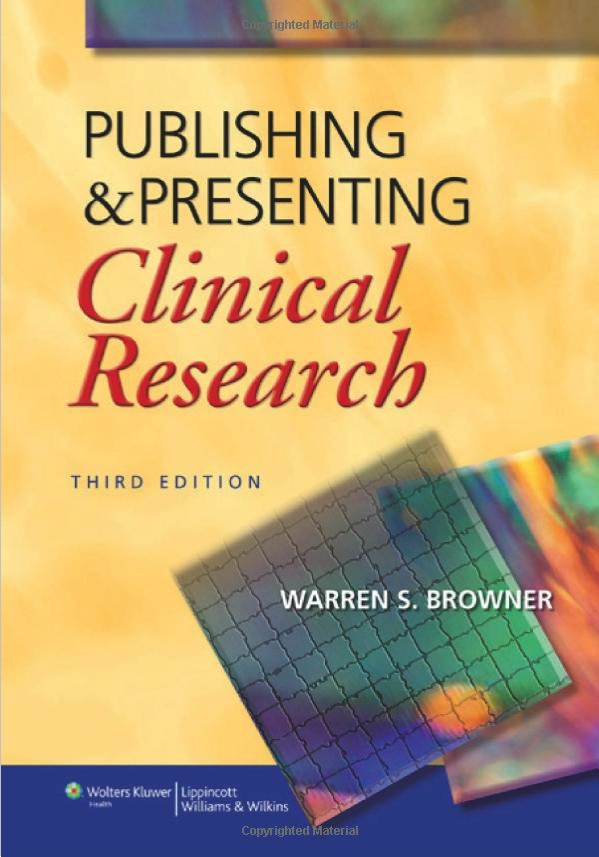 Copyrighted Material
PUBLISHING
&PRESENTING
Clinical
Research
THIRD EDITION
WARREN S. BROWNER
Wolters Kluwer
Health
Lippincott
Williams & Wilkins
Copyrighted Material